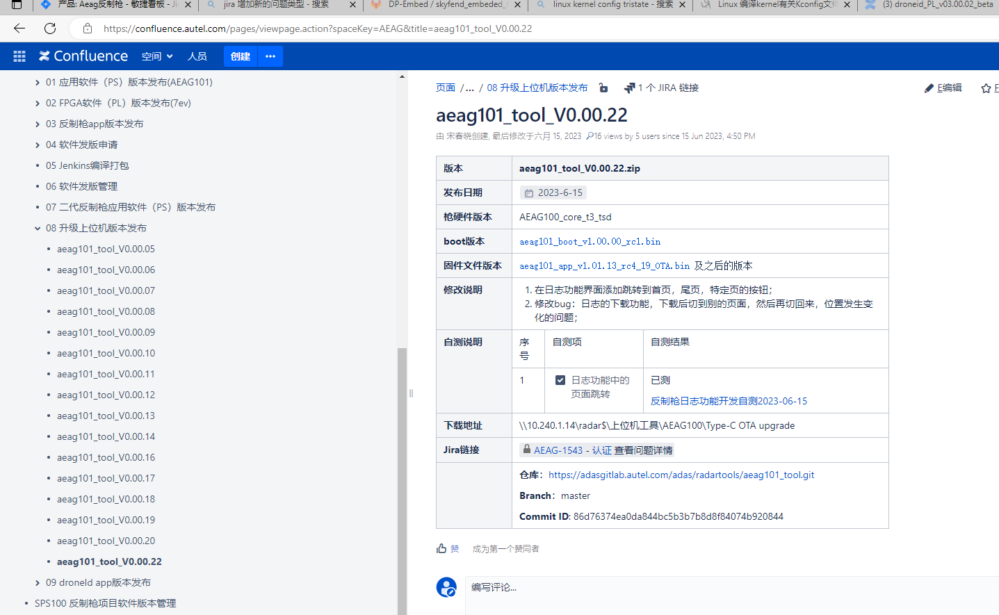 产品: Aeag反制枪 - 敏捷看板 - Ji
jira 增加新的问题类型 - 搜索
DP-Embed / skyfend_embeded_t
linux kernel config tristate - 搜索
Linux 编译kernel有关Kconfig文件
(3) droneid_PL_v03.00.02_beta
https://confluence.autel.com/pages/viewpage.action?spaceKey=AEAG&title=aeag101_tool_V0.00.22
Confluence 空间 人员 创建 •••
01 应用软件（PS）版本发布(AEAG101)
02 FPGA软件（PL）版本发布(7ev)
03 反制枪app版本发布
04 软件发版申请
05 Jenkins编译打包
06 软件发版管理
07 二代反制枪应用软件（PS）版本发布
08 升级上位机版本发布
aeag101_tool_V0.00.05
aeag101_tool_V0.00.06
aeag101_tool_V0.00.07
aeag101_tool_V0.00.08
aeag101_tool_V0.00.09
aeag101_tool_V0.00.10
aeag101_tool_V0.00.11
aeag101_tool_V0.00.12
aeag101_tool_V0.00.13
aeag101_tool_V0.00.14
aeag101_tool_V0.00.16
aeag101_tool_V0.00.17
aeag101_tool_V0.00.18
aeag101_tool_V0.00.19
aeag101_tool_V0.00.20
aeag101_tool_V0.00.22
09 droneId app版本发布
SPS100 反制枪项目软件版本管理
页面 /... / 08 升级上位机版本发布 1 个 JIRA 链接
E编辑
aeag101_tool_V0.00.22
由 宋春晓创建, 最后修改于六月 15, 2023 16 views by 5 users since 15 Jun 2023, 4:50 PM
版本 aeag101_tool_V0.00.22.zip
发布日期 2023-6-15
枪硬件版本 AEAG100_core_t3_tsd
boot版本 aeag101_boot_v1.00.00_rc1.bin
固件文件版本 aeag101_app_v1.01.13_rc4_19_OTA.bin 及之后的版本
修改说明 1. 在日志功能界面添加跳转到首页，尾页，特定页的按钮；
2. 修改bug：日志的下载功能，下载后切到别的页面，然后再切回来，位置发生变
化的问题；
自测说明 序 自测项 自测结果
号
1 日志功能中的 已测
页面跳转
反制枪日志功能开发自测2023-06-15
下载地址 \\10.240.1.14\radar$\上位机工具\AEAG100\Type-C OTA upgrade
Jira链接 AEAG-1543 - 认证 查看问题详情
仓库：https://adasgitlab.autel.com/adas/radartools/aeag101_tool.git
Branch：master
Commit ID: 86d76374ea0da844bc5b3b7b8d8f84074b920844
赞 成为第一个赞同者
编写评论...